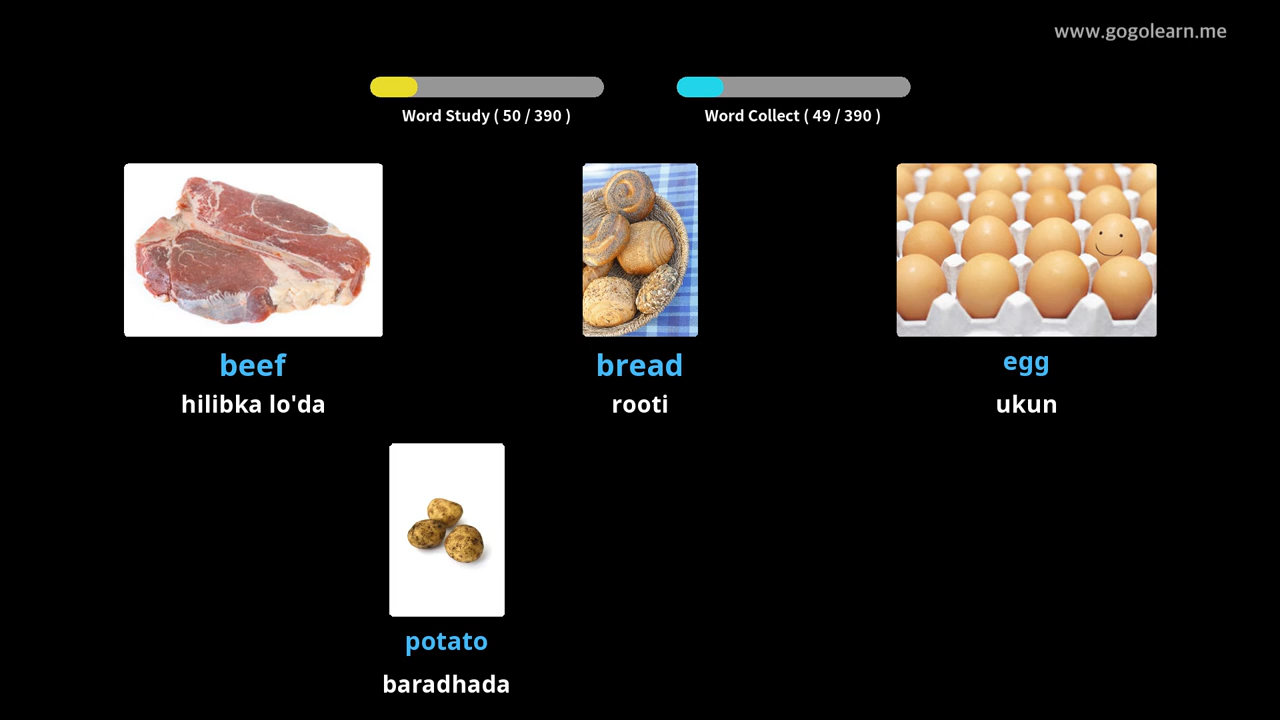 www.gogolearn.me
Word Study ( 50 / 390 )
Word Collect ( 49 / 390 )
beef
bread
egg
hilibka lo'da
rooti
ukun
potato
baradhada